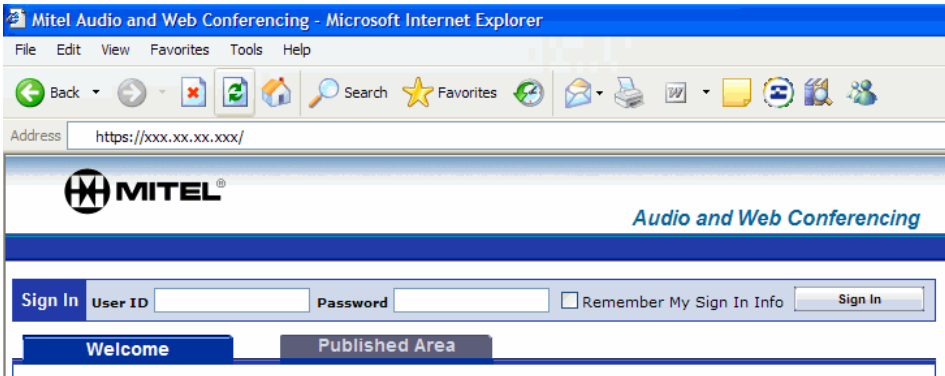 Mitel Audio and Web Conferencing - Microsoft Internet Explorer
File Edit View Favorites Tools Help
Back Search Favorites W
Address https://xxx.xx.xx.xxx/
MITEL®
Audio and Web Conferencing
Sign In User ID Password Remember My Sign In Info Sign In
Welcome Published Area